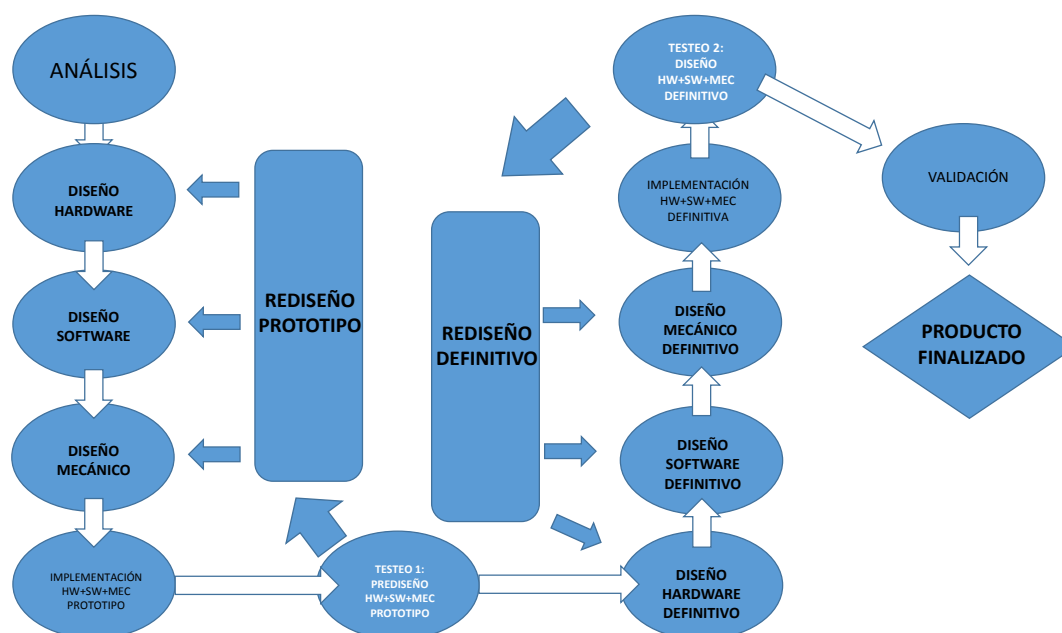 ANÁLISIS
DISEÑO
HARDWARE
DISEÑO
SOFTWARE
DISEÑO
MECÁNICO
IMPLEMENTACIÓN
HW+SW+MEC
PROTOTIPO
REDISEÑO
PROTOTIPO
TESTEO 1:
PREDISEÑO
HW+SW+MEC
PROTOTIPO
REDISEÑO
DEFINITIVO
DISEÑO
HARDWARE
DEFINITIVO
DISEÑO
SOFTWARE
DEFINITIVO
DISEÑO
MECÁNICO
DEFINITIVO
IMPLEMENTACIÓN
HW+SW+MEC
DEFINITIVA
TESTEO 2:
DISEÑO
HW+SW+MEC
DEFINITIVO
VALIDACIÓN
PRODUCTO
FINALIZADO